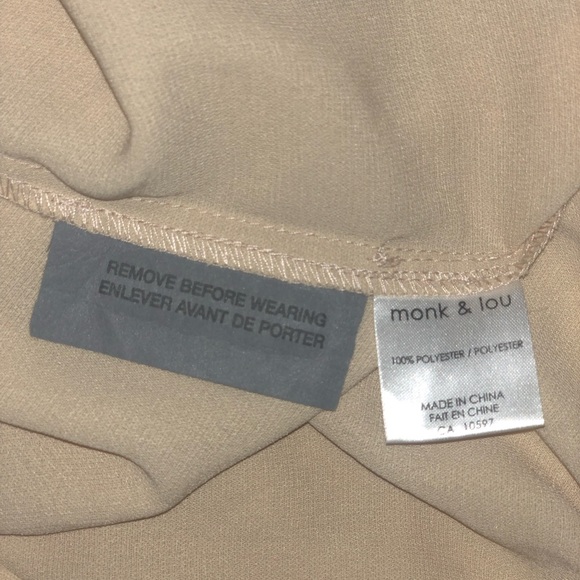 REMOVE BEFORE WEARING
ENLEVER AVANT DE PORTER
monk & lou
100% POLYESTER / POLYESTER
MADE IN CHINA
FAIT EN CHINE
CA 10597